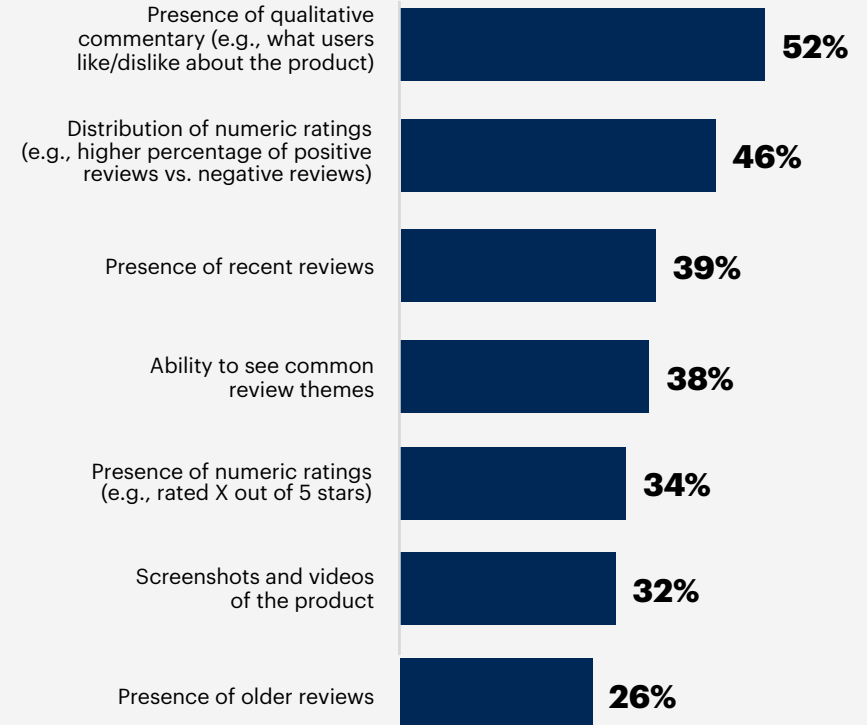 Presence of qualitative
commentary (e.g., what users
like/dislike about the product)
52%
Distribution of numeric ratings
(e.g., higher percentage of positive
reviews vs. negative reviews)
46%
Presence of recent reviews
39%
Ability to see common
review themes
38%
Presence of numeric ratings
(e.g., rated X out of 5 stars)
34%
Screenshots and videos
of the product
32%
Presence of older reviews
26%